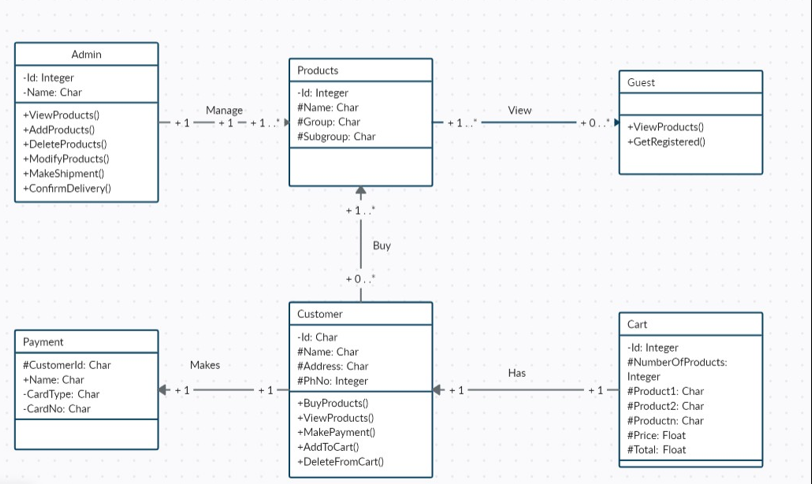 Admin
-Id: Integer
-Name: Char
+ViewProducts()
+AddProducts()
+DeleteProducts()
+ModifyProducts()
+MakeShipment()
+ConfirmDelivery()
Manage
+1
+1
+1..*
Products
-Id: Integer
#Name: Char
#Group: Char
#Subgroup: Char
View
+1..*
+0..*
Guest
+ViewProducts()
+GetRegistered()
+1..*
Buy
+0..*
Payment
#CustomerId: Char
+Name: Char
-CardType: Char
-CardNo: Char
Makes
+1
+1
Customer
-Id: Char
#Name: Char
#Address: Char
#PhNo: Integer
+BuyProducts()
+ViewProducts()
+MakePayment()
+AddToCart()
+DeleteFromCart()
Has
+1
+1
Cart
-Id: Integer
#NumberOfProducts:
Integer
#Product1: Char
#Product2: Char
#Productn: Char
#Price: Float
#Total: Float